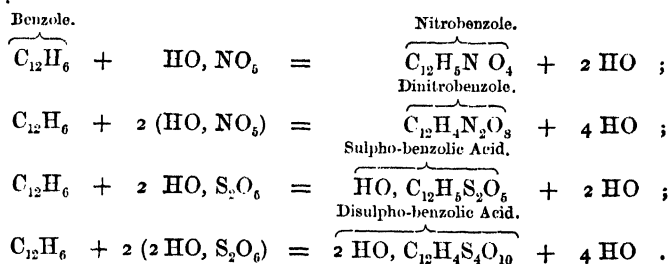 Benzole. Nitrobenzole.
C₁₂H₆ + HO, NO₅ = C₁₂H₅N O₄ + 2 HO ;
Dinitrobenzole.
C₁₂H₆ + 2 (HO, NO₅) = C₁₂H₄N₂O₈ + 4 HO ;
Sulpho-benzolic Acid.
C₁₂H₆ + 2 HO, S₂O₆ = HO, C₁₂H₅S₂O₅ + 2 HO ;
Disulpho-benzolic Acid.
C₁₂H₆ + 2 (2 HO, S₂O₆) = 2 HO, C₁₂H₄S₄O₁₀ + 4 HO .